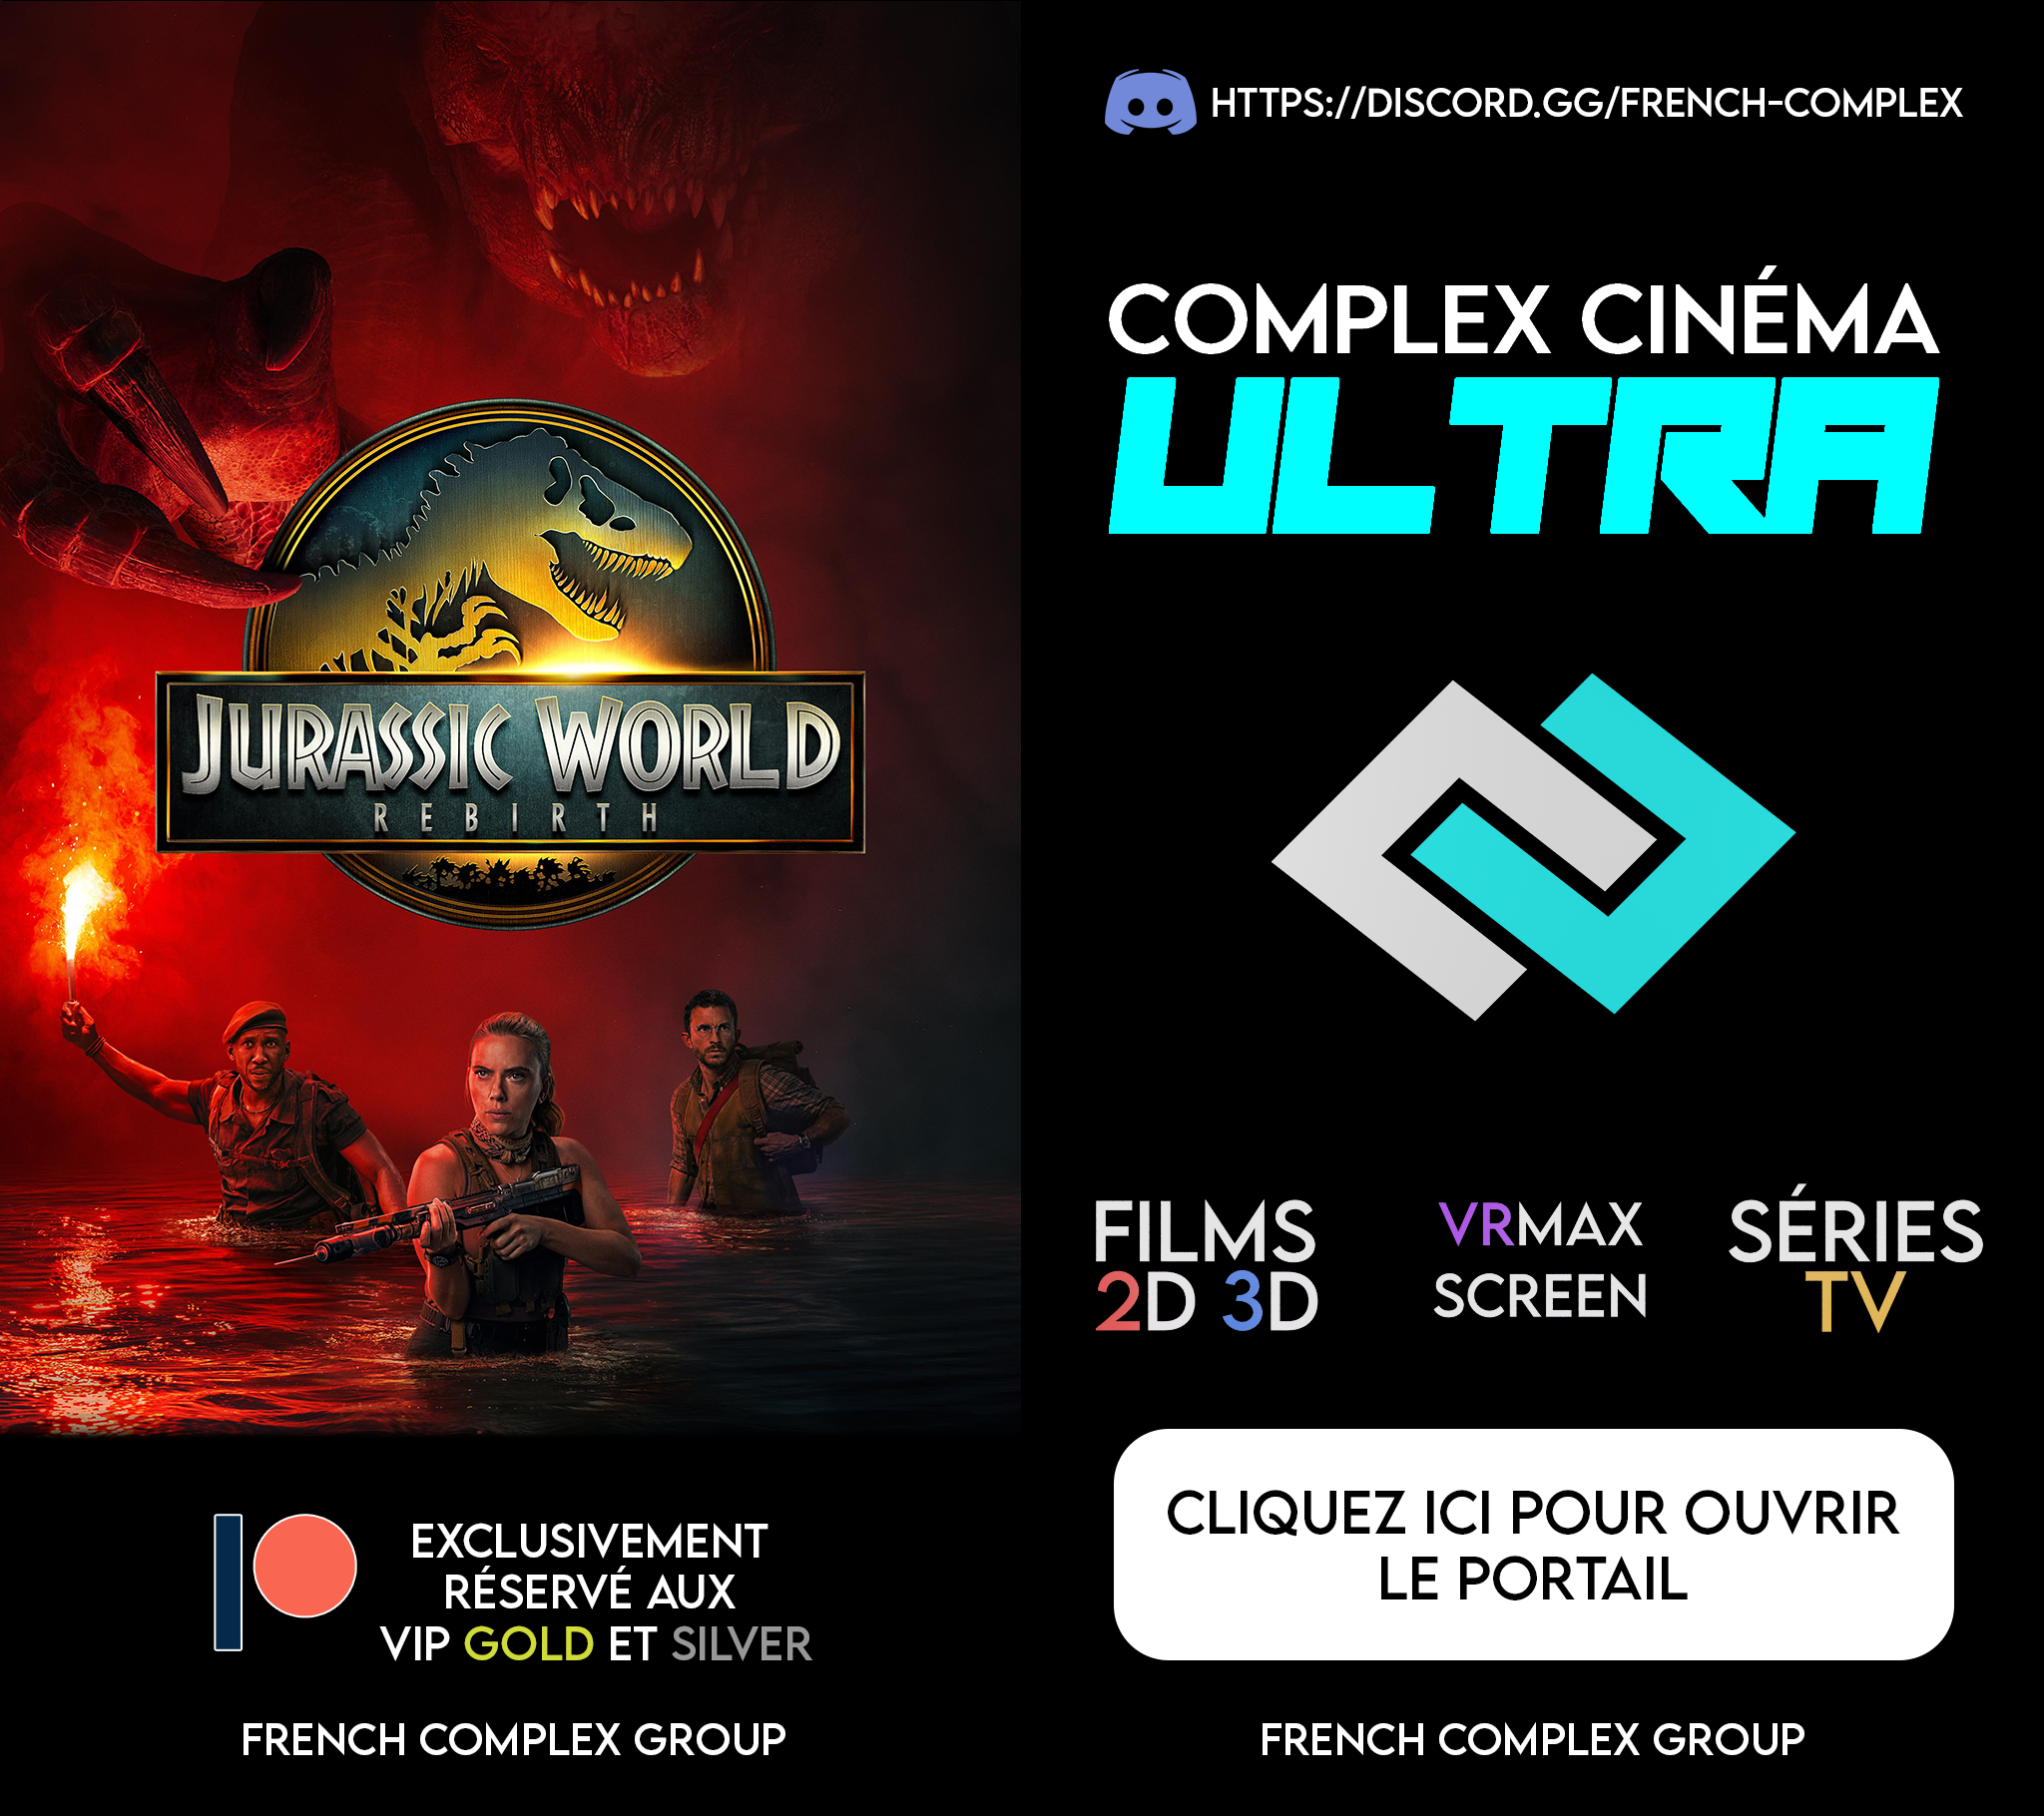 JURASSIC WORLD
REBIRTH
EXCLUSIVEMENT
RÉSERVÉ AUX
VIP GOLD ET SILVER
FRENCH COMPLEX GROUP
HTTPS://DISCORD.GG/FRENCH-COMPLEX
COMPLEX CINÉMA
ULTRA
FILMS
2D 3D
VRMAX
SCREEN
SÉRIES
TV
CLIQUEZ ICI POUR OUVRIR
LE PORTAIL
FRENCH COMPLEX GROUP